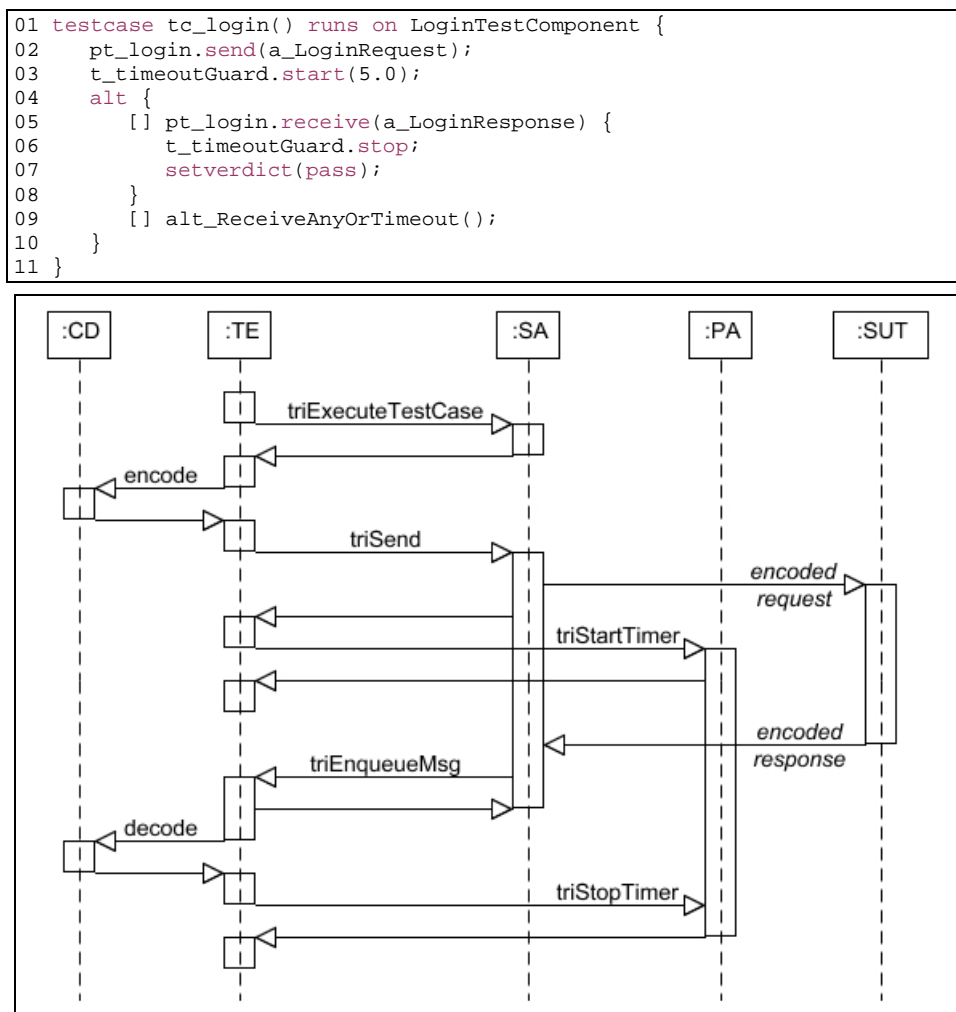 01 testcase tc_login() runs on LoginTestComponent {
02    pt_login.send(a_LoginRequest);
03    t_timeoutGuard.start(5.0);
04    alt {
05       [] pt_login.receive(a_LoginResponse) {
06          t_timeoutGuard.stop;
07          setverdict(pass);
08       }
09       [] alt_ReceiveAnyOrTimeout();
10    }
11 }
:CD :TE :SA :PA :SUT
triExecuteTestCase
encode
triSend
encoded
request
triStartTimer
encoded
response
triEnqueueMsg
decode
triStopTimer